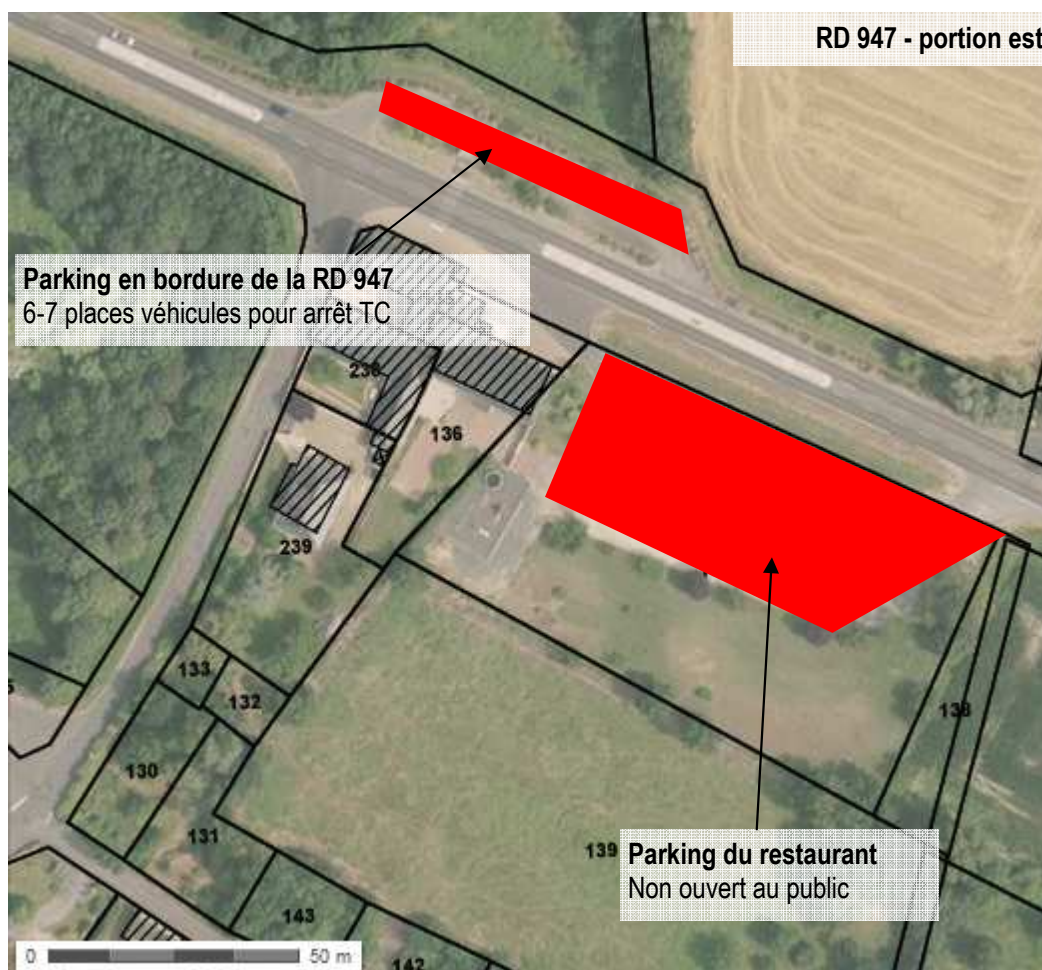 RD 947 - portion est
Parking en bordure de la RD 947
6-7 places véhicules pour arrêt TC
136
239
133
132
130
131
138
139
Parking du restaurant
Non ouvert au public
143
142
0 50 m